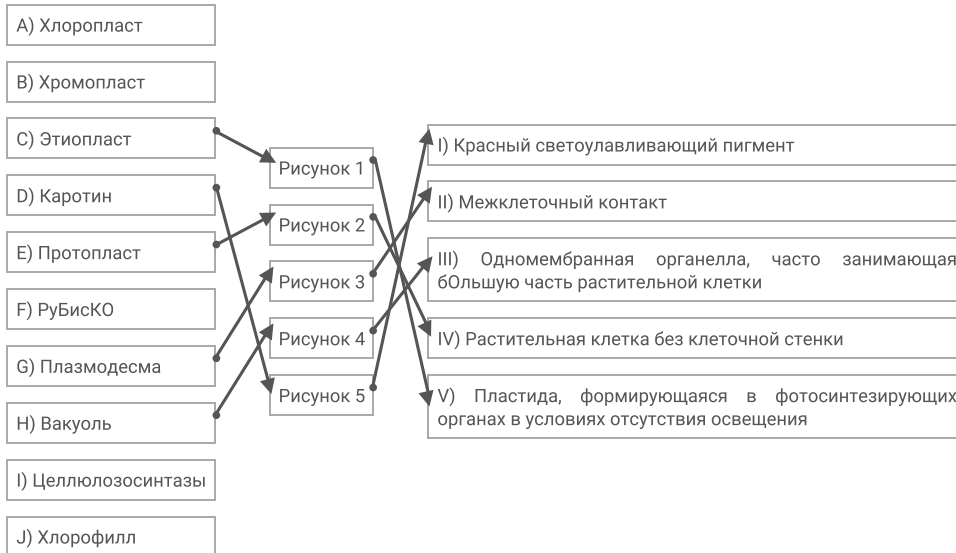 A) Хлоропласт
B) Хромопласт
C) Этиопласт
D) Каротин
E) Протопласт
F) РуБисКО
G) Плазмодесма
H) Вакуоль
I) Целлюлозосинтазы
J) Хлорофилл
Рисунок 1
Рисунок 2
Рисунок 3
Рисунок 4
Рисунок 5
I) Красный светоулавливающий пигмент
II) Межклеточный контакт
III) Одномембранная органелла, часто занимающая
бОльшую часть растительной клетки
IV) Растительная клетка без клеточной стенки
V) Пластида, формирующаяся в фотосинтезирующих
органах в условиях отсутствия освещения